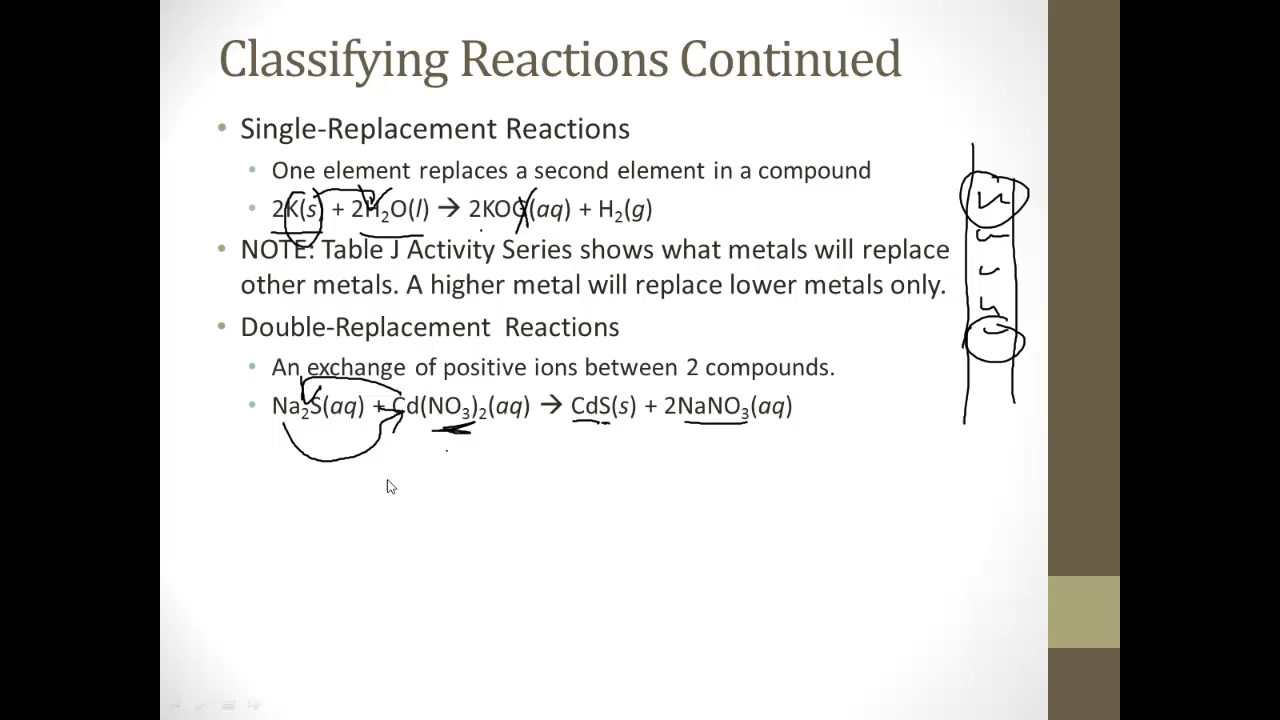 Classifying Reactions Continued
• Single-Replacement Reactions
• One element replaces a second element in a compound
• 2K(s) + 2H₂O(l) → 2KO (aq) + H₂(g)
• NOTE: Table J Activity Series shows what metals will replace
other metals. A higher metal will replace lower metals only.
• Double-Replacement Reactions
• An exchange of positive ions between 2 compounds.
• Na₂S(aq) + Cd(NO₃)₂(aq) → CdS(s) + 2NaNO₃(aq)